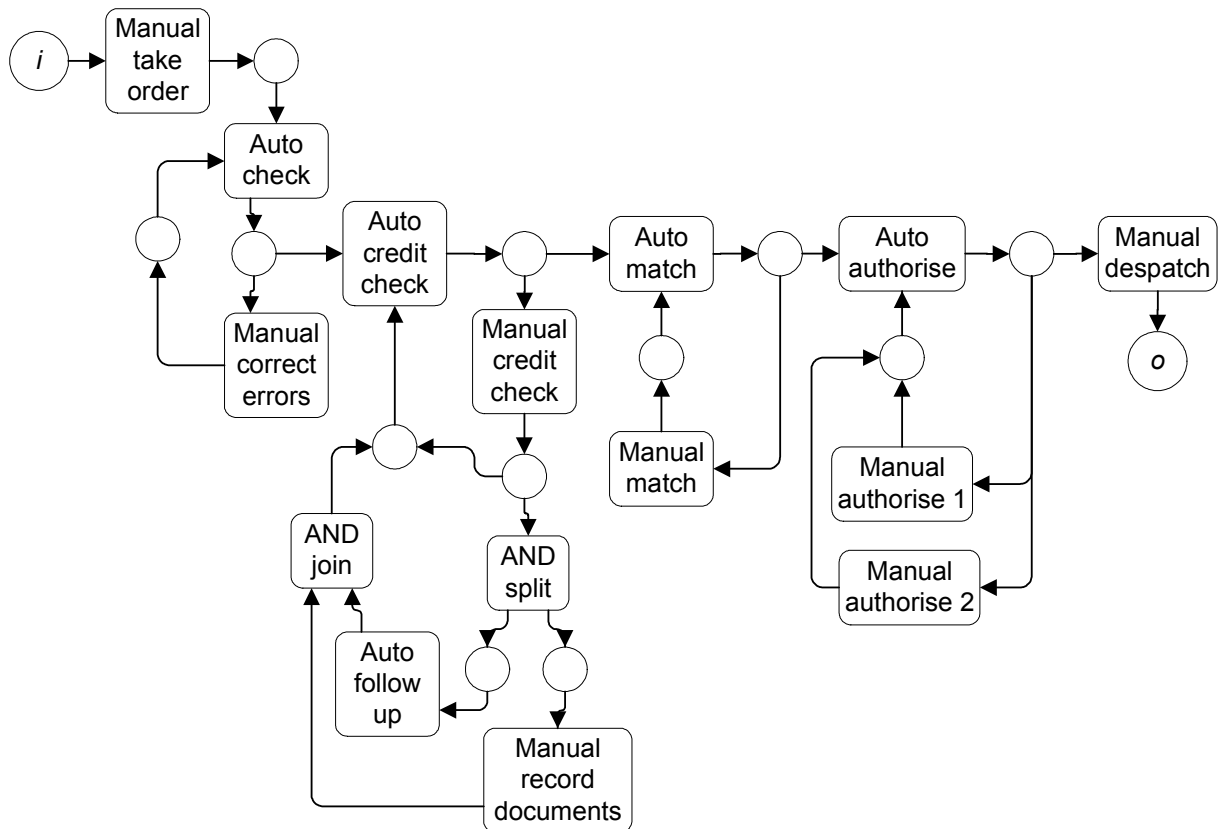 i
Manual
take
order
Auto
check
Auto
credit
check
Auto
match
Auto
authorise
Manual
despatch
Manual
correct
errors
Manual
credit
check
o
Manual
match
Manual
authorise 1
AND
join
AND
split
Manual
authorise 2
Auto
follow
up
Manual
record
documents